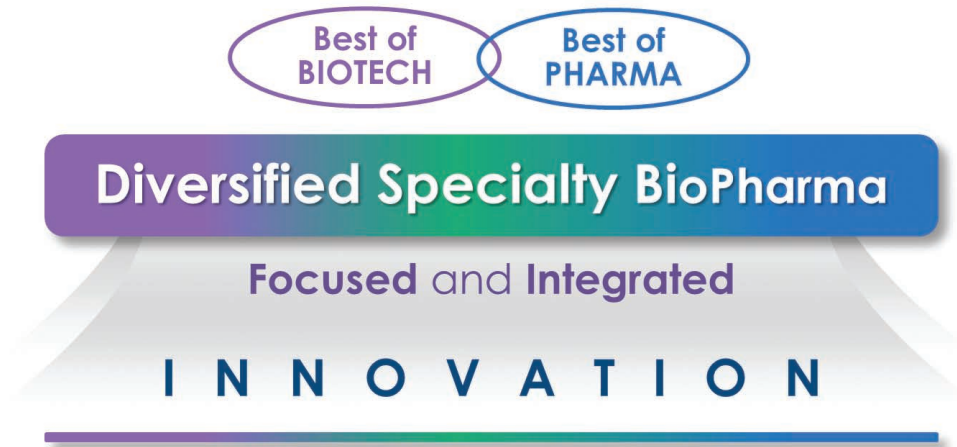 Best of
BIOTECH
Best of
PHARMA
Diversified Specialty BioPharma
Focused and Integrated
INNOVATION